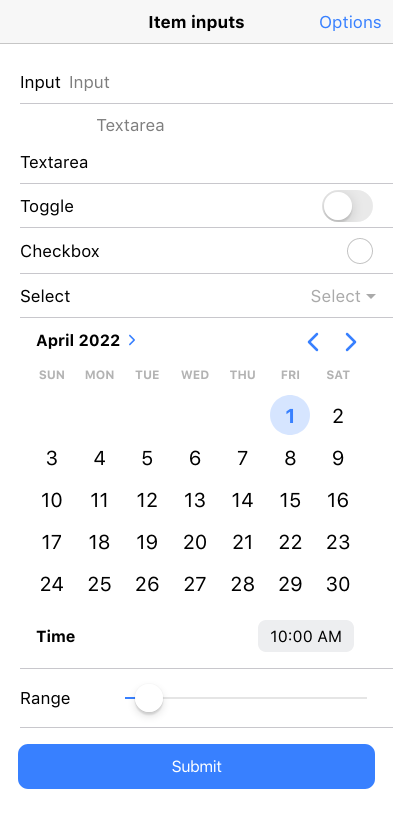 Item inputs Options
Input Input
Textarea
Textarea
Toggle
Checkbox
Select Select
April 2022
SUN MON TUE WED THU FRI SAT
1 2
3 4 5 6 7 8 9
10 11 12 13 14 15 16
17 18 19 20 21 22 23
24 25 26 27 28 29 30
Time 10:00 AM
Range
Submit